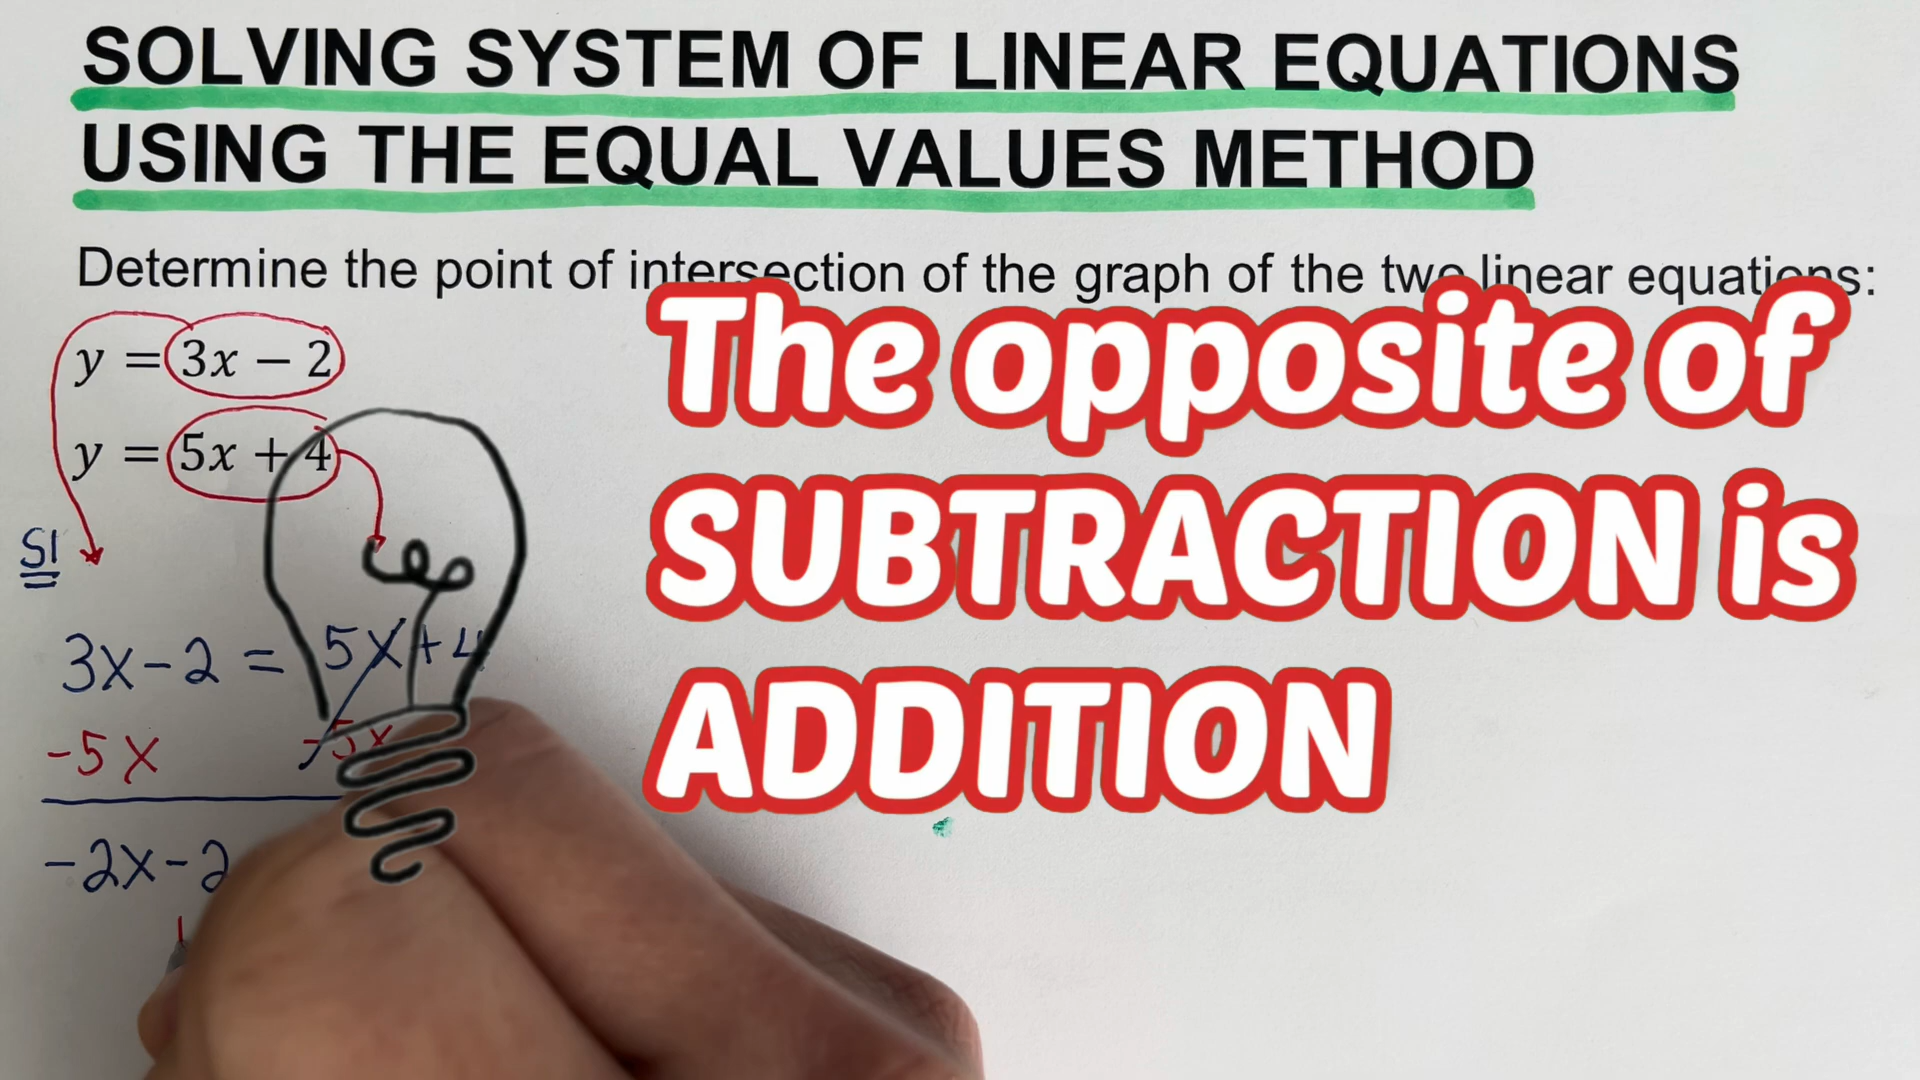 SOLVING SYSTEM OF LINEAR EQUATIONS
USING THE EQUAL VALUES METHOD
Determine the point of intersection of the graph of the two linear equations:
y = 3x − 2
y = 5x + 4
The opposite of
SUBTRACTION is
ADDITION
S1
3x-2 = 5x+4
-5x -5x
-2x-2